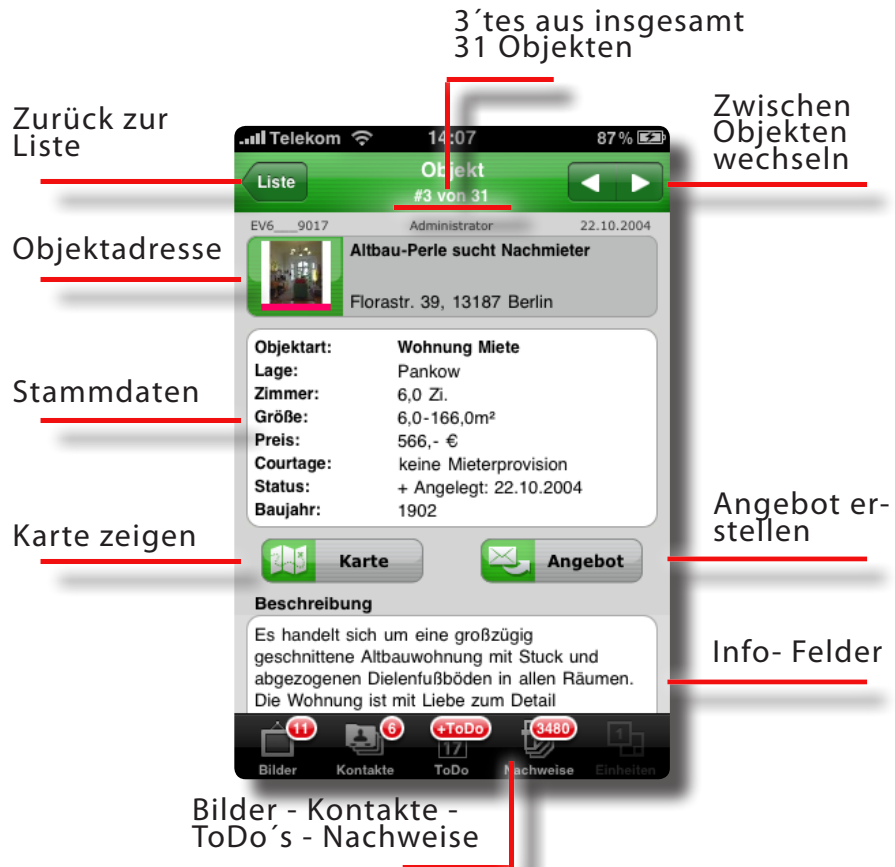 3´tes aus insgesamt
31 Objekten
Zurück zur
Liste
Zwischen
Objekten
wechseln
Telekom 14:07 87%
Liste
Objekt
#3 von 31
EV6___9017 Administrator 22.10.2004
Objektadresse
Altbau-Perle sucht Nachmieter
Florastr. 39, 13187 Berlin
Stammdaten
Objektart: Wohnung Miete
Lage: Pankow
Zimmer: 6,0 Zi.
Größe: 6,0-166,0m²
Preis: 566,- €
Courtage: keine Mieterprovision
Status: + Angelegt: 22.10.2004
Baujahr: 1902
Karte zeigen
Karte
Angebot
Angebot er-
stellen
Beschreibung
Es handelt sich um eine großzügig
geschnittene Altbauwohnung mit Stuck und
abgezogenen Dielenfußböden in allen Räumen.
Die Wohnung ist mit Liebe zum Detail
Info- Felder
11 6 +ToDo 3480
17 1
Bilder Kontakte ToDo Nachweise Einheiten
Bilder - Kontakte -
ToDo´s - Nachweise